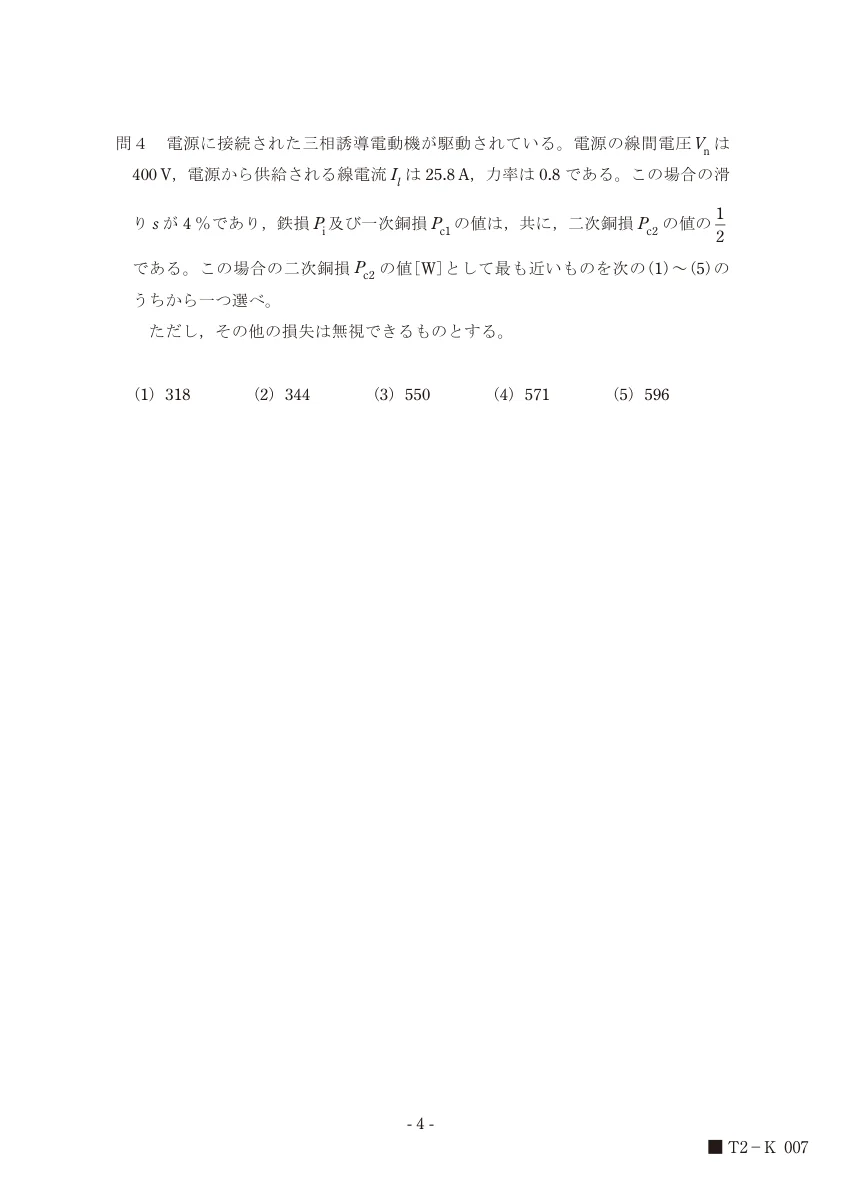 問４　電源に接続された三相誘導電動機が駆動されている。電源の線間電圧 Vn は
400 V，電源から供給される線電流 Il は 25.8 A，力率は 0.8 である。この場合の滑
り s が 4 ％であり，鉄損 Pi 及び一次銅損 Pc1 の値は，共に，二次銅損 Pc2 の値の 1/2
である。この場合の二次銅損 Pc2 の値[W]として最も近いものを次の(1)～(5)の
うちから一つ選べ。
ただし，その他の損失は無視できるものとする。
(1) 318　(2) 344　(3) 550　(4) 571　(5) 596
- 4 -
■ T2－K 007